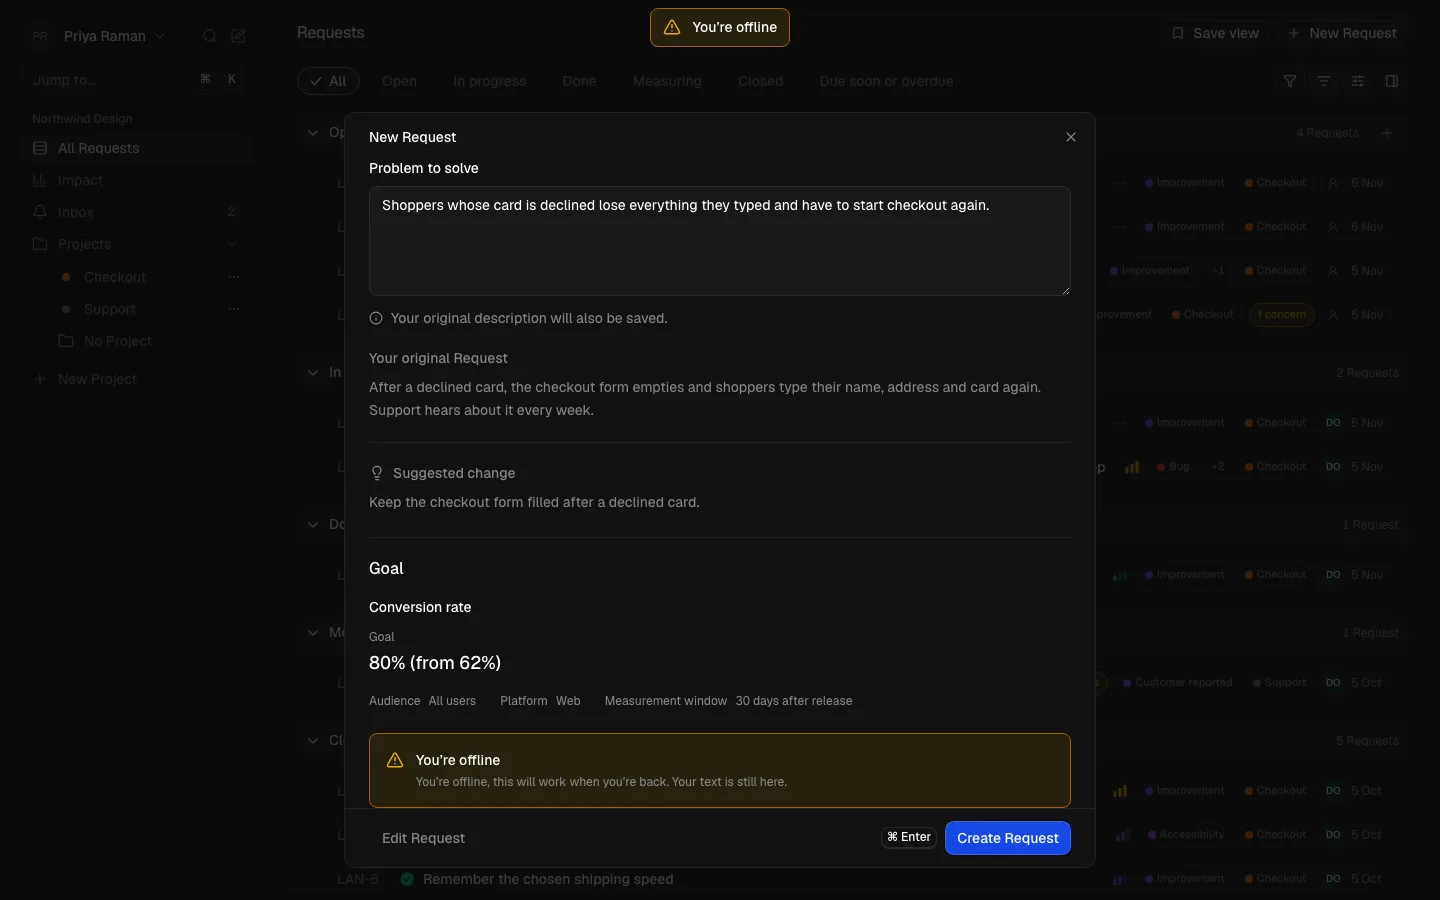 You're offline
PR Priya Raman
Jump to... ⌘ K
Northwind Design
All Requests
Impact
Inbox 2
Projects
Checkout
Support
No Project
New Project
Requests
Save view
New Request
All
Open
In progress
Done
Measuring
Closed
Due soon or overdue
4 Requests
Improvement Checkout 6 Nov
Improvement Checkout 6 Nov
Improvement +1 Checkout 5 Nov
Checkout 1 concern 5 Nov
In
2 Requests
Improvement Checkout DO 6 Nov
Bug +2 Checkout DO 5 Nov
1 Request
Improvement Checkout DO 5 Nov
1 Request
Customer reported Support DO 5 Oct
5 Requests
Improvement Checkout DO 5 Oct
Accessibility Checkout DO 5 Oct
LAN-5 Remember the chosen shipping speed Improvement Checkout DO 5 Oct
New Request
Problem to solve
Shoppers whose card is declined lose everything they typed and have to start checkout again.
Your original description will also be saved.
Your original Request
After a declined card, the checkout form empties and shoppers type their name, address and card again.
Support hears about it every week.
Suggested change
Keep the checkout form filled after a declined card.
Goal
Conversion rate
Goal
80% (from 62%)
Audience All users Platform Web Measurement window 30 days after release
You're offline
You're offline, this will work when you're back. Your text is still here.
Edit Request
⌘ Enter
Create Request